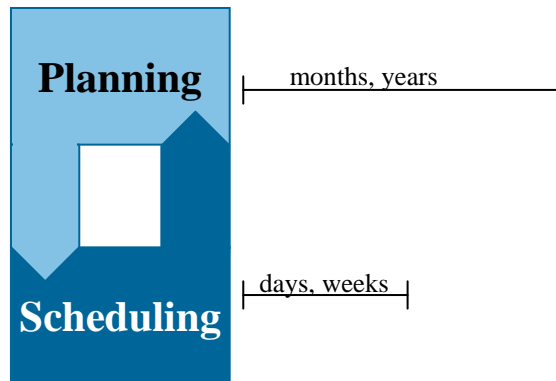 Planning
months, years
days, weeks
Scheduling